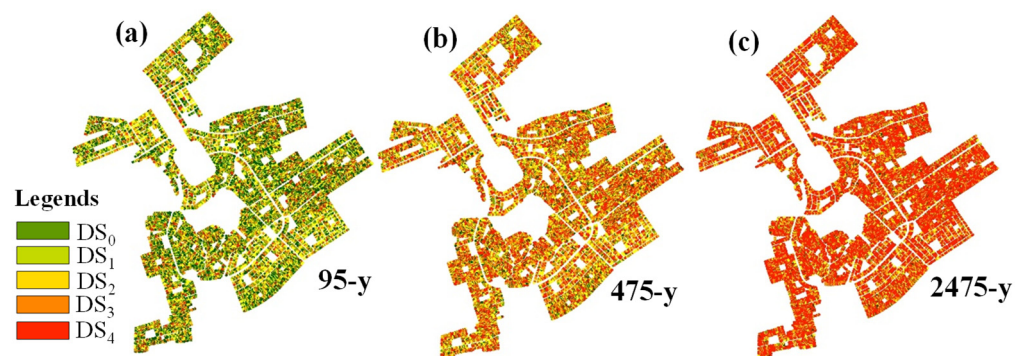 (a)
(b)
(c)
Legends
DS₀
DS₁
DS₂
DS₃
DS₄
95-y
475-y
2475-y